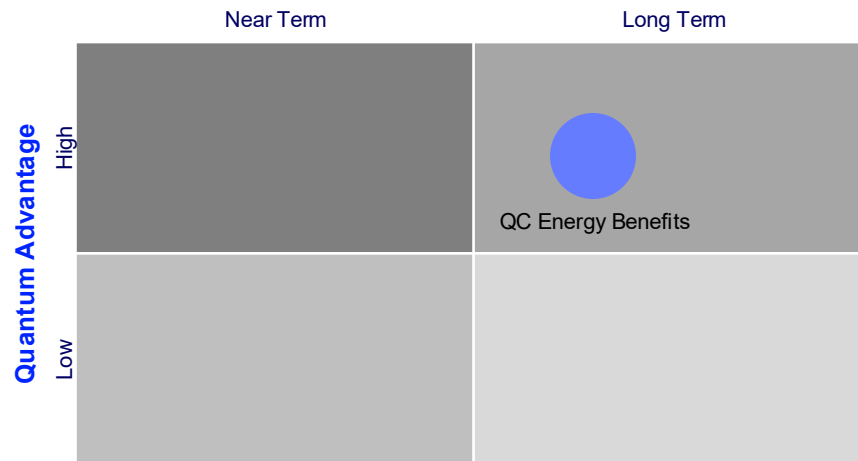 Near Term
Long Term
Quantum Advantage
High
QC Energy Benefits
Low